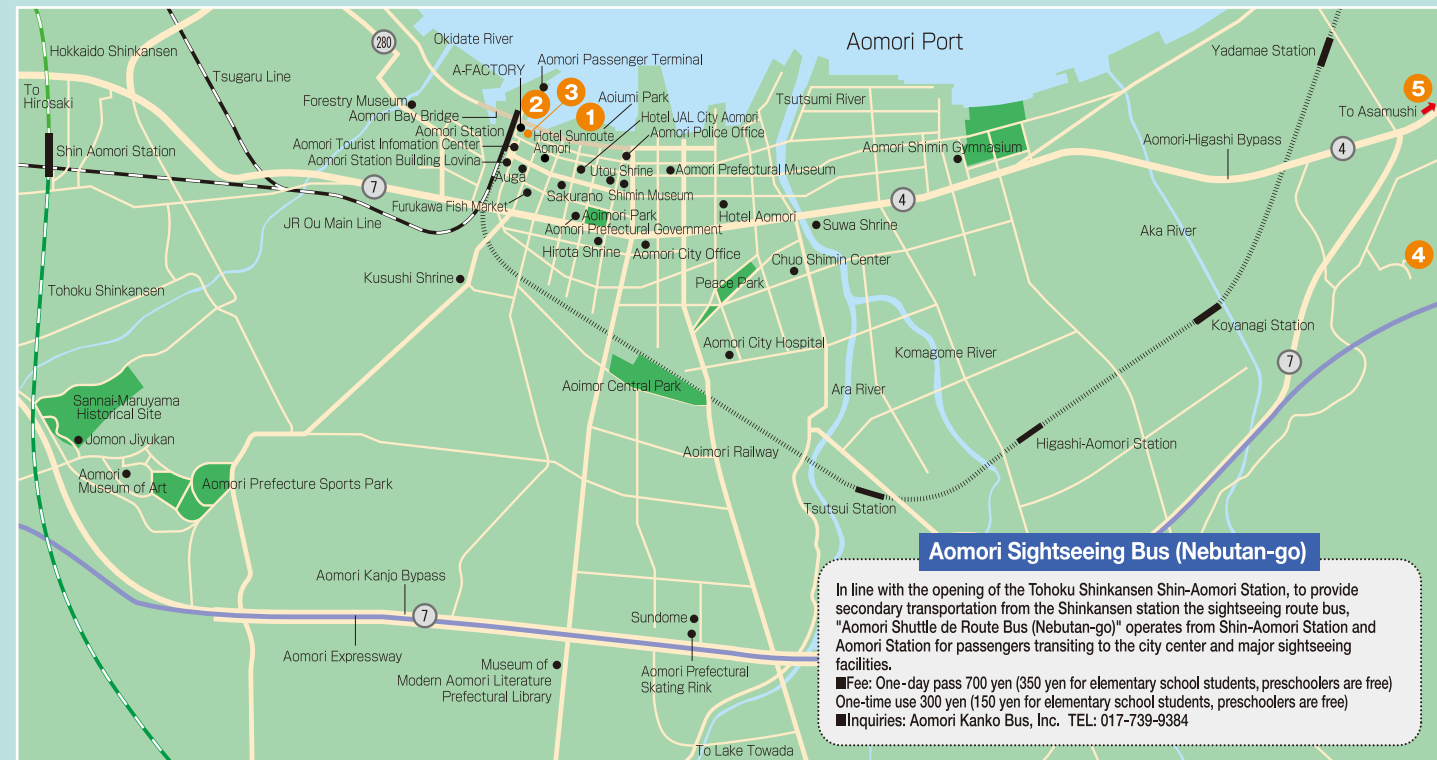 Hokkaido Shinkansen
To
Hirosaki
Tsugaru Line
280
Okidate River
A-FACTORY
Aomori Passenger Terminal
Aomori Port
Yadamae Station
5
To Asamushi
Shin Aomori Station
Forestry Museum
Aomori Bay Bridge
Aomori Station
Aomori Tourist Infomation Center
Aomori Station Building Lovina
2
3
1
Aoiumi Park
Hotel JAL City Aomori
Aomori Police Office
Hotel Sunroute
Aomori
Tsutsumi River
Aomori Shimin Gymnasium
Aomori-Higashi Bypass
4
7
Auga
Utou Shrine
Aomori Prefectural Museum
Furukawa Fish Market
Sakurano
Shimin Museum
4
JR Ou Main Line
Aoimori Park
Aomori Prefectural Government
Hotel Aomori
Suwa Shrine
Aka River
Hirota Shrine
Aomori City Office
Chuo Shimin Center
4
Kusushi Shrine
Tohoku Shinkansen
Peace Park
Koyanagi Station
Aomori City Hospital
Komagome River
7
Aoimor Central Park
Ara River
Sannai-Maruyama
Historical Site
Jomon Jiyukan
Aomori
Museum of Art
Aomori Prefecture Sports Park
Aoimori Railway
Higashi-Aomori Station
Tsutsui Station
Aomori Kanjo Bypass
7
Aomori Expressway
Sundome
Museum of
Modern Aomori Literature
Prefectural Library
Aomori Prefectural
Skating Rink
To Lake Towada
Aomori Sightseeing Bus (Nebutan-go)
In line with the opening of the Tohoku Shinkansen Shin-Aomori Station, to provide
secondary transportation from the Shinkansen station the sightseeing route bus,
"Aomori Shuttle de Route Bus (Nebutan-go)" operates from Shin-Aomori Station and
Aomori Station for passengers transiting to the city center and major sightseeing
facilities.
■Fee: One-day pass 700 yen (350 yen for elementary school students, preschoolers are free)
One-time use 300 yen (150 yen for elementary school students, preschoolers are free)
■Inquiries: Aomori Kanko Bus, Inc. TEL: 017-739-9384